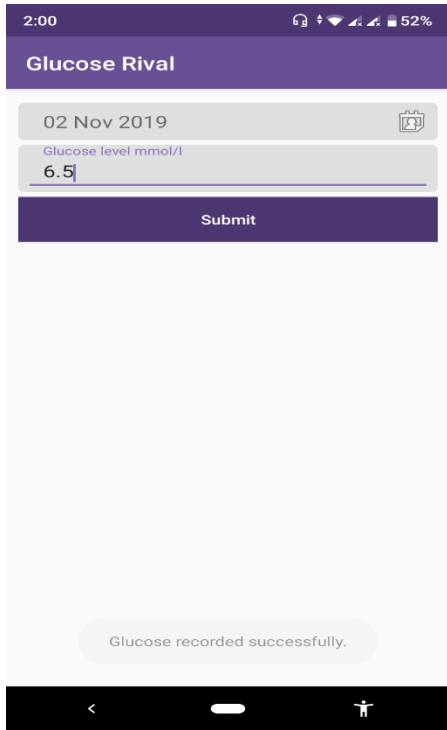 2:00 52%
Glucose Rival
02 Nov 2019
Glucose level mmol/l
6.5
Submit
Glucose recorded successfully.